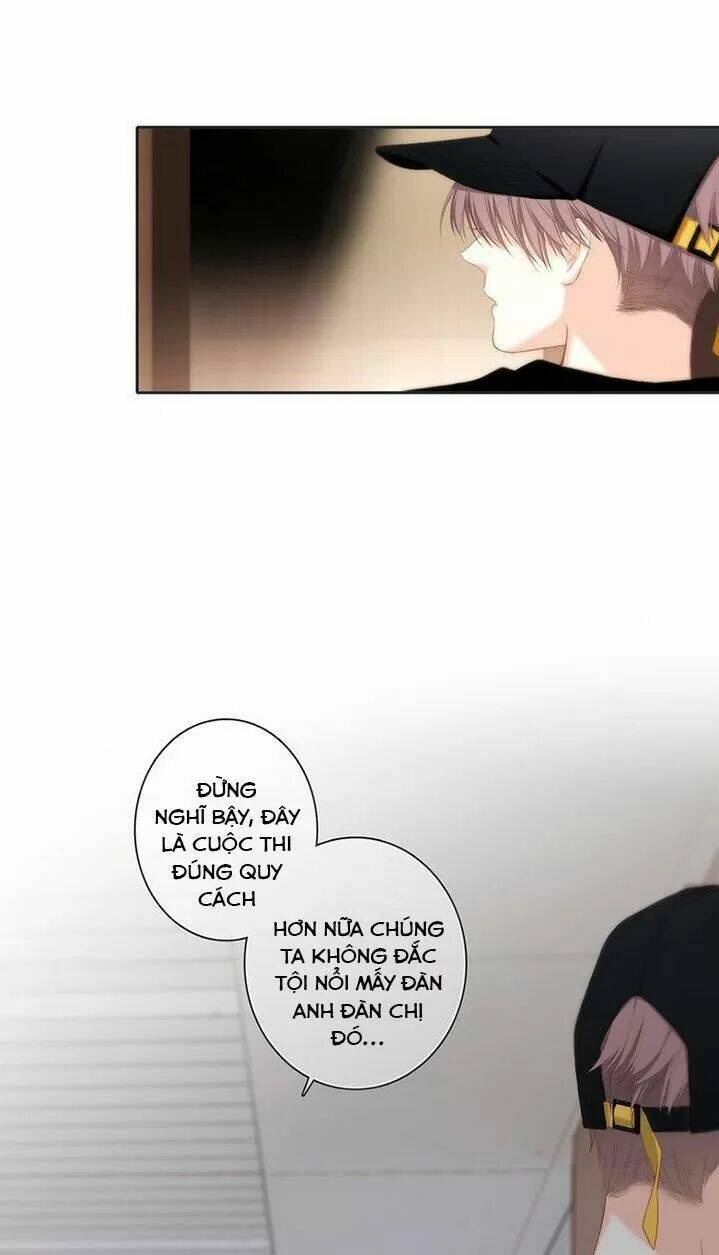 ĐỪNG
NGHĨ BẬY, ĐÂY
LÀ CUỘC THI
ĐÚNG QUY
CÁCH
HƠN NỮA CHÚNG
TA KHÔNG ĐẮC
TỘI NỔI MẤY ĐÀN
ANH ĐÀN CHỊ
ĐÓ...